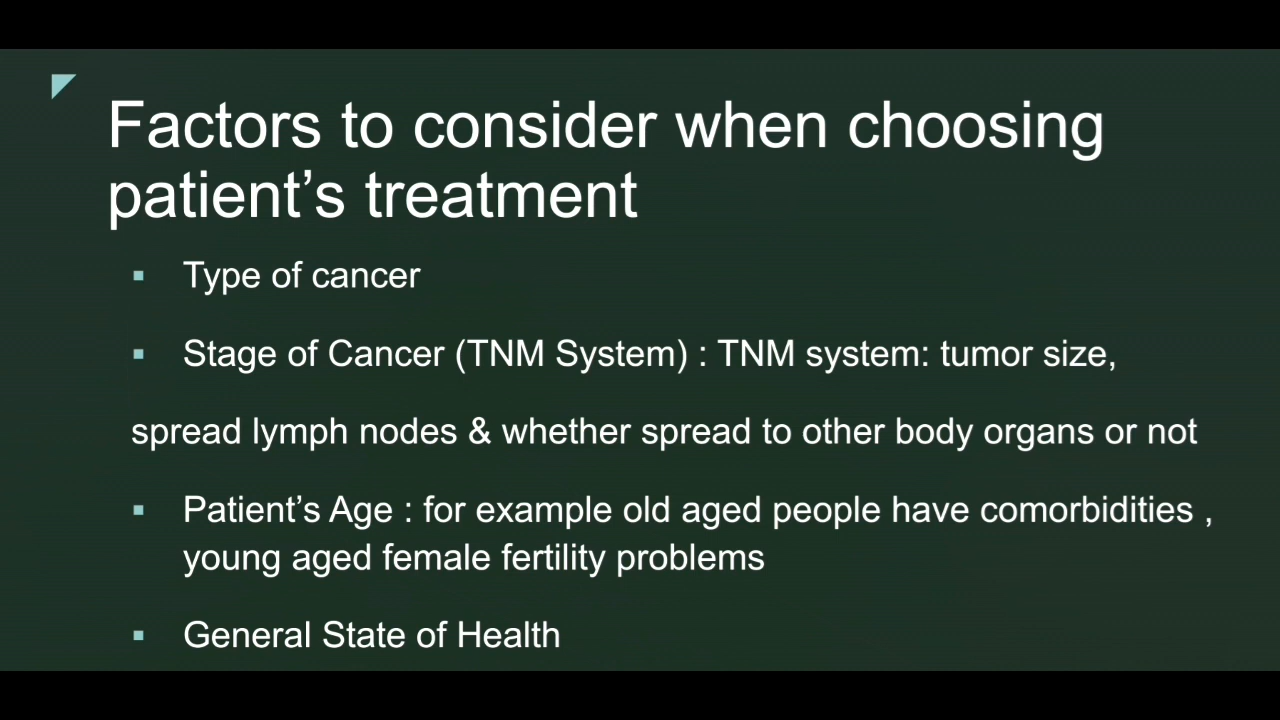 Factors to consider when choosing
patient’s treatment
▪ Type of cancer
▪ Stage of Cancer (TNM System) : TNM system: tumor size,
spread lymph nodes & whether spread to other body organs or not
▪ Patient’s Age : for example old aged people have comorbidities ,
young aged female fertility problems
▪ General State of Health